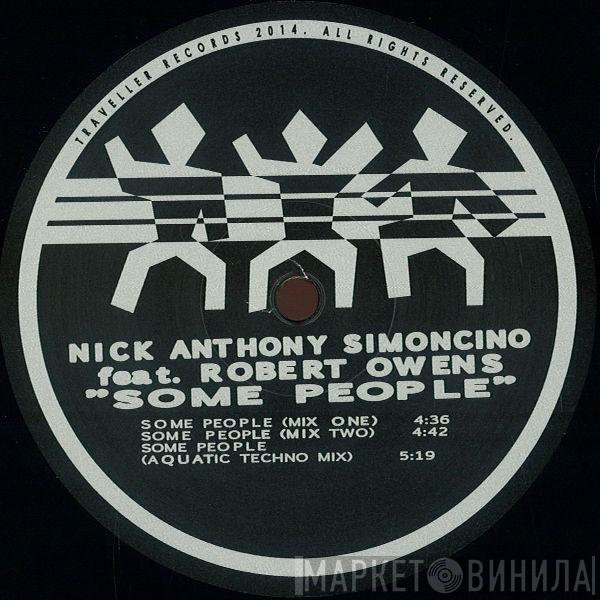 TRAVELLER RECORDS 2014. ALL RIGHTS RESERVED.
NICK ANTHONY SIMONCINO
feat. ROBERT OWENS
"SOME PEOPLE"
SOME PEOPLE (MIX ONE) 4:36
SOME PEOPLE (MIX TWO) 4:42
SOME PEOPLE
(AQUATIC TECHNO MIX) 5:19
МАРКЕТ ВИНИЛА